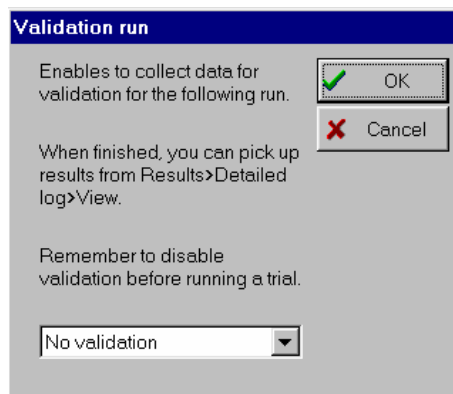 Validation run
Enables to collect data for
validation for the following run.
OK
Cancel
When finished, you can pick up
results from Results>Detailed
log>View.
Remember to disable
validation before running a trial.
No validation